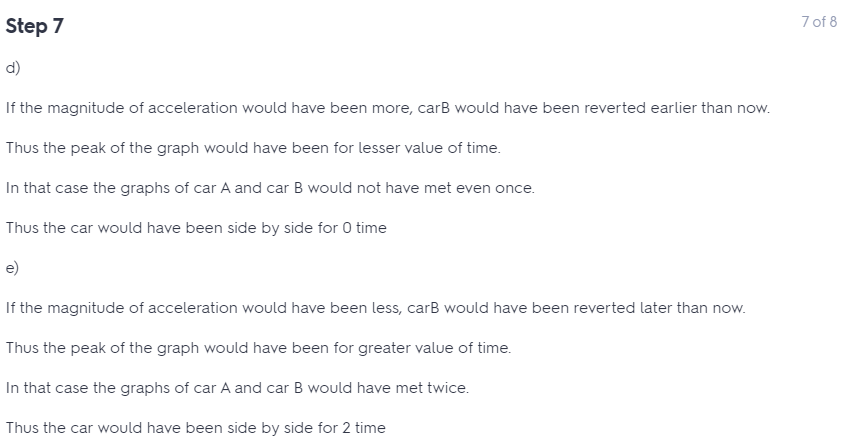 Step 7
7 of 8
d)
If the magnitude of acceleration would have been more, carB would have been reverted earlier than now.
Thus the peak of the graph would have been for lesser value of time.
In that case the graphs of car A and car B would not have met even once.
Thus the car would have been side by side for 0 time
e)
If the magnitude of acceleration would have been less, carB would have been reverted later than now.
Thus the peak of the graph would have been for greater value of time.
In that case the graphs of car A and car B would have met twice.
Thus the car would have been side by side for 2 time